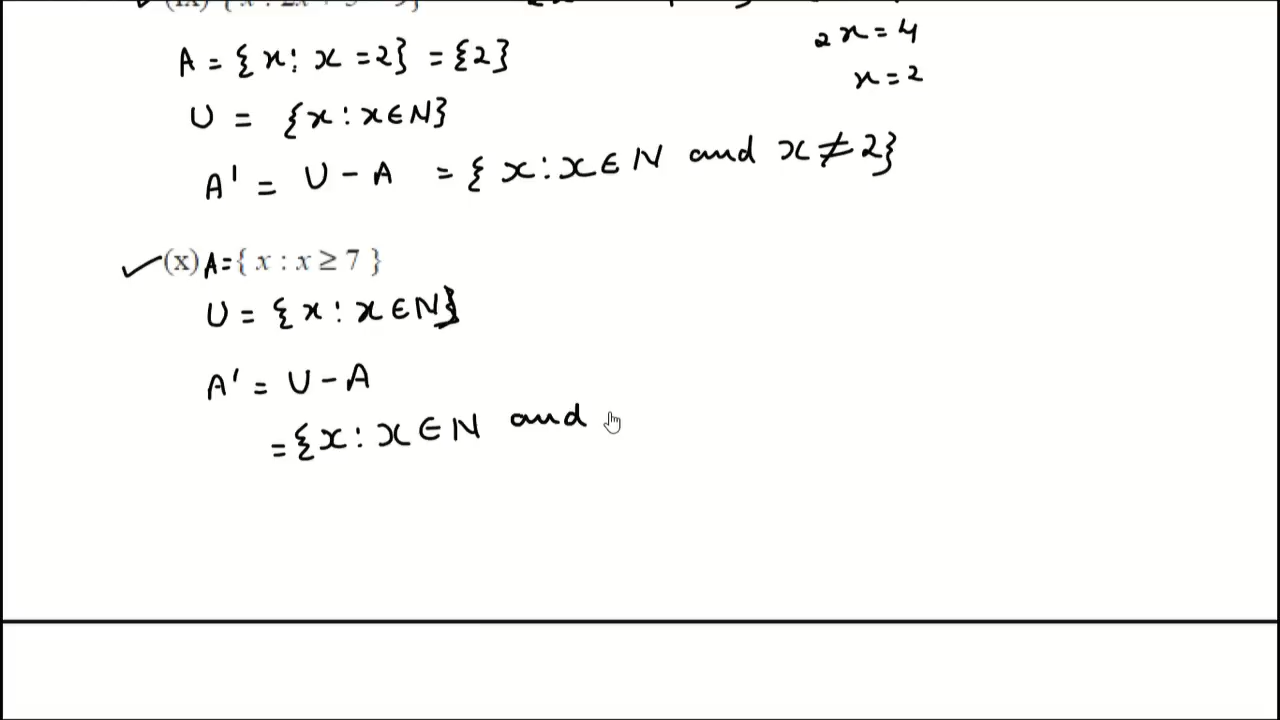 2x = 4
A = {x : x = 2} = {2}
x = 2
U = {x : x ∈ N}
A' = U - A = {x : x ∈ N and x ≠ 2}
(x) A = { x : x ≥ 7 }
U = {x : x ∈ N}
A' = U - A
= {x : x ∈ N and